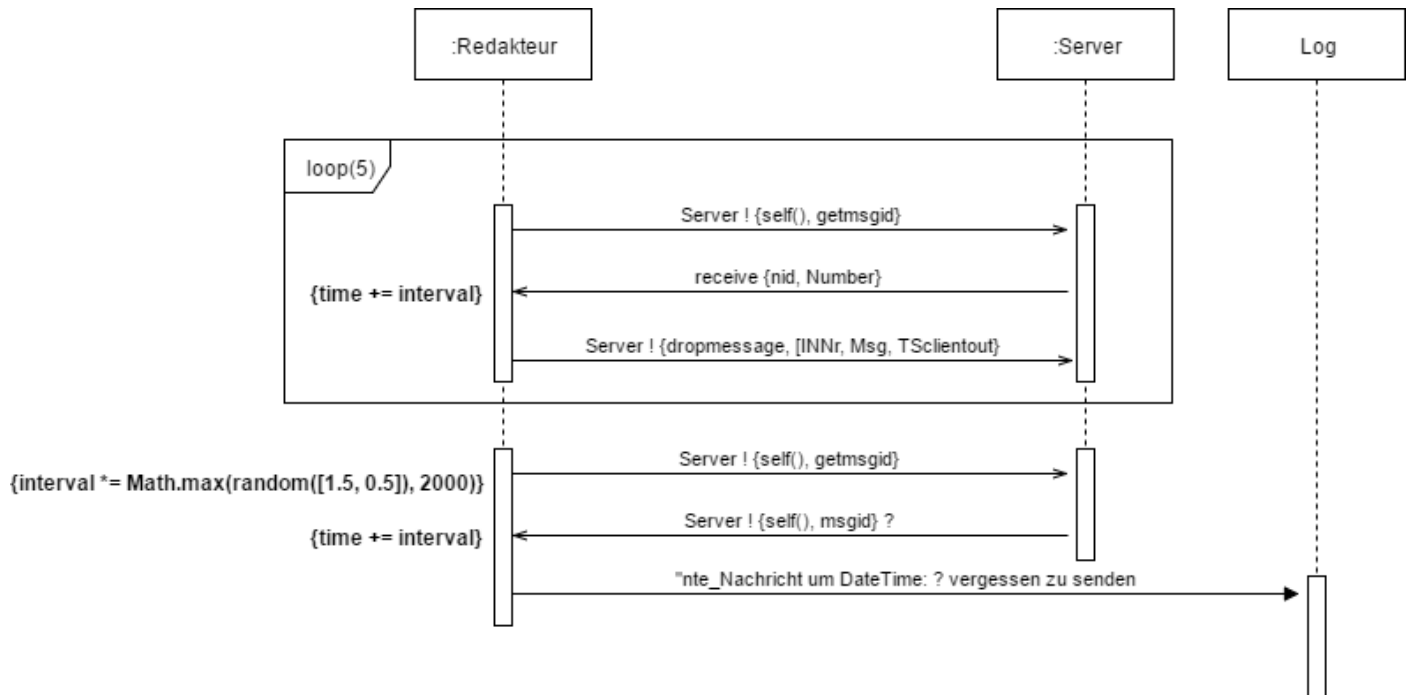 :Redakteur
:Server
Log
loop(5)
Server ! {self(), getmsgid}
receive {nid, Number}
{time += interval}
Server ! {dropmessage, [INNr, Msg, TSclientout}
Server ! {self(), getmsgid}
{interval *= Math.max(random([1.5, 0.5]), 2000)}
Server ! {self(), msgid} ?
{time += interval}
"nte_Nachricht um DateTime: ? vergessen zu senden